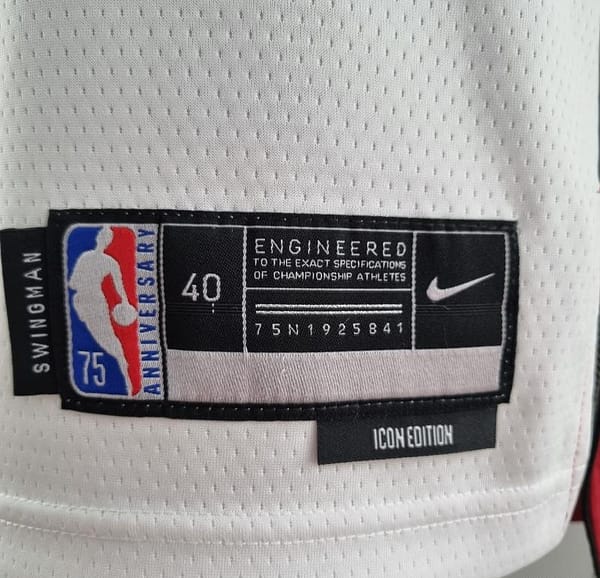 SWINGMAN
75
ANNIVERSARY
40
ENGINEERED
TO THE EXACT SPECIFICATIONS
OF CHAMPIONSHIP ATHLETES
75N1925841
ICON EDITION